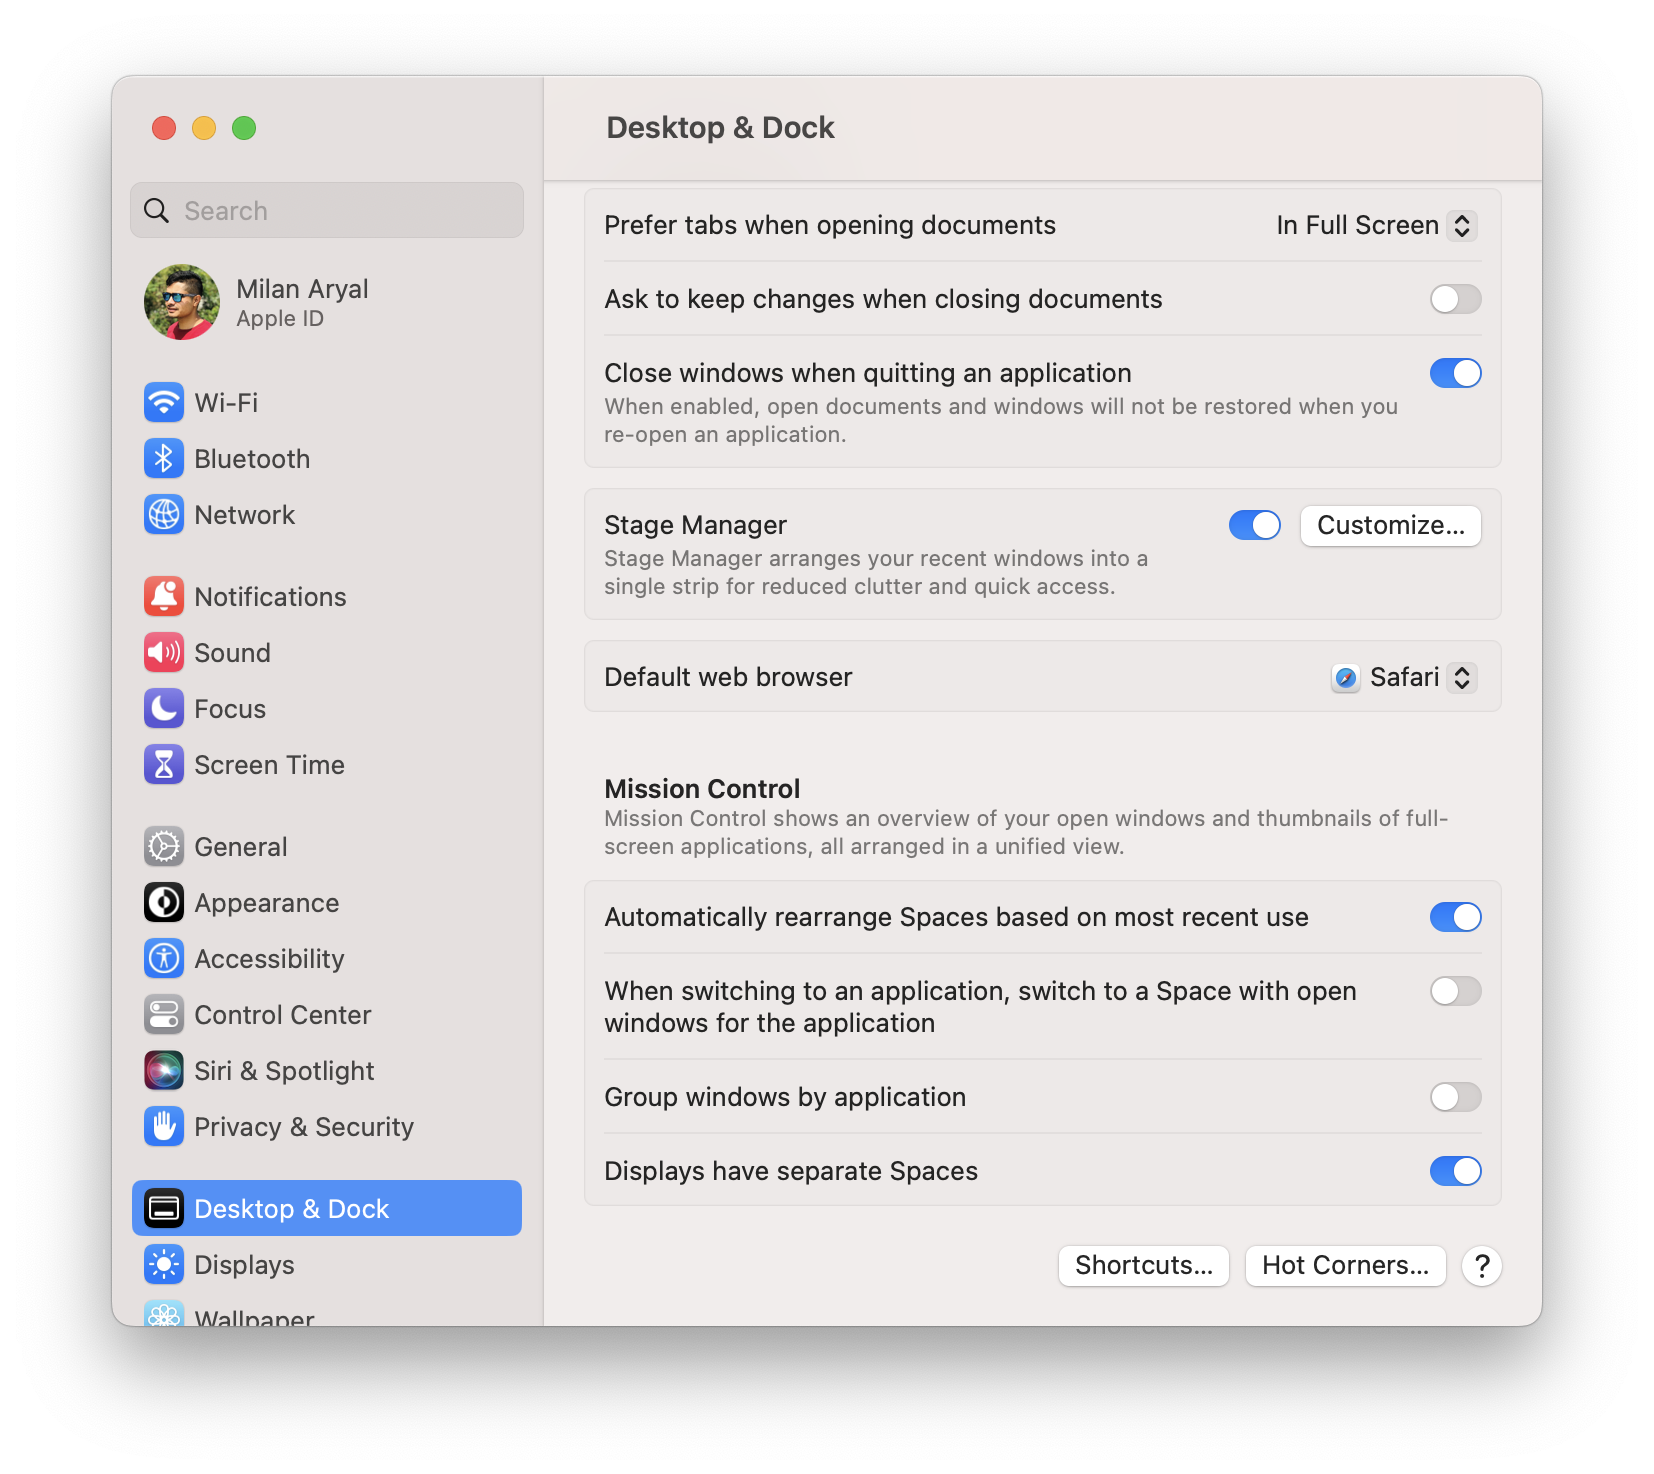 Desktop & Dock
Search
Milan Aryal
Apple ID
Wi-Fi
Bluetooth
Network
Notifications
Sound
Focus
Screen Time
General
Appearance
Accessibility
Control Center
Siri & Spotlight
Privacy & Security
Desktop & Dock
Displays
Wallpaper
Prefer tabs when opening documents In Full Screen
Ask to keep changes when closing documents
Close windows when quitting an application
When enabled, open documents and windows will not be restored when you
re-open an application.
Stage Manager Customize...
Stage Manager arranges your recent windows into a
single strip for reduced clutter and quick access.
Default web browser Safari
Mission Control
Mission Control shows an overview of your open windows and thumbnails of full-
screen applications, all arranged in a unified view.
Automatically rearrange Spaces based on most recent use
When switching to an application, switch to a Space with open
windows for the application
Group windows by application
Displays have separate Spaces
Shortcuts... Hot Corners... ?